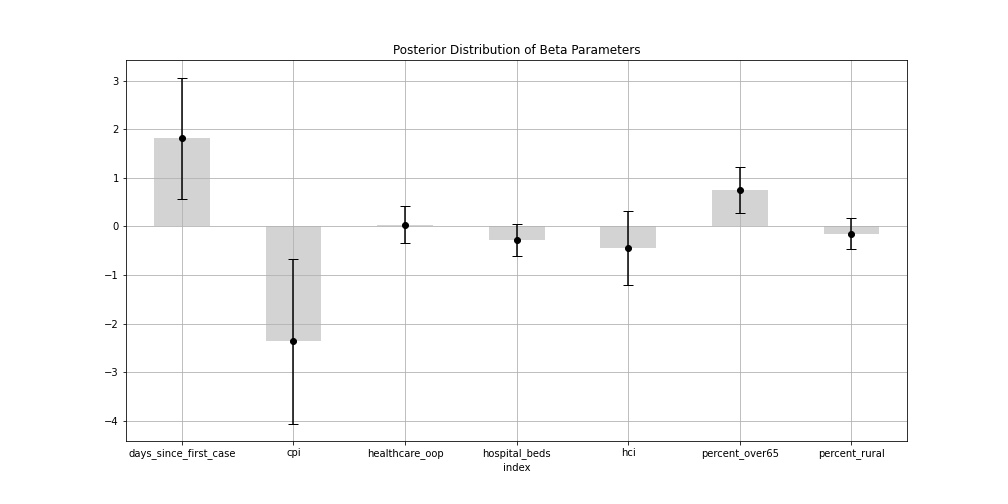 Posterior Distribution of Beta Parameters
3
2
1
0
−1
−2
−3
−4
days_since_first_case cpi healthcare_oop hospital_beds hci percent_over65 percent_rural
index